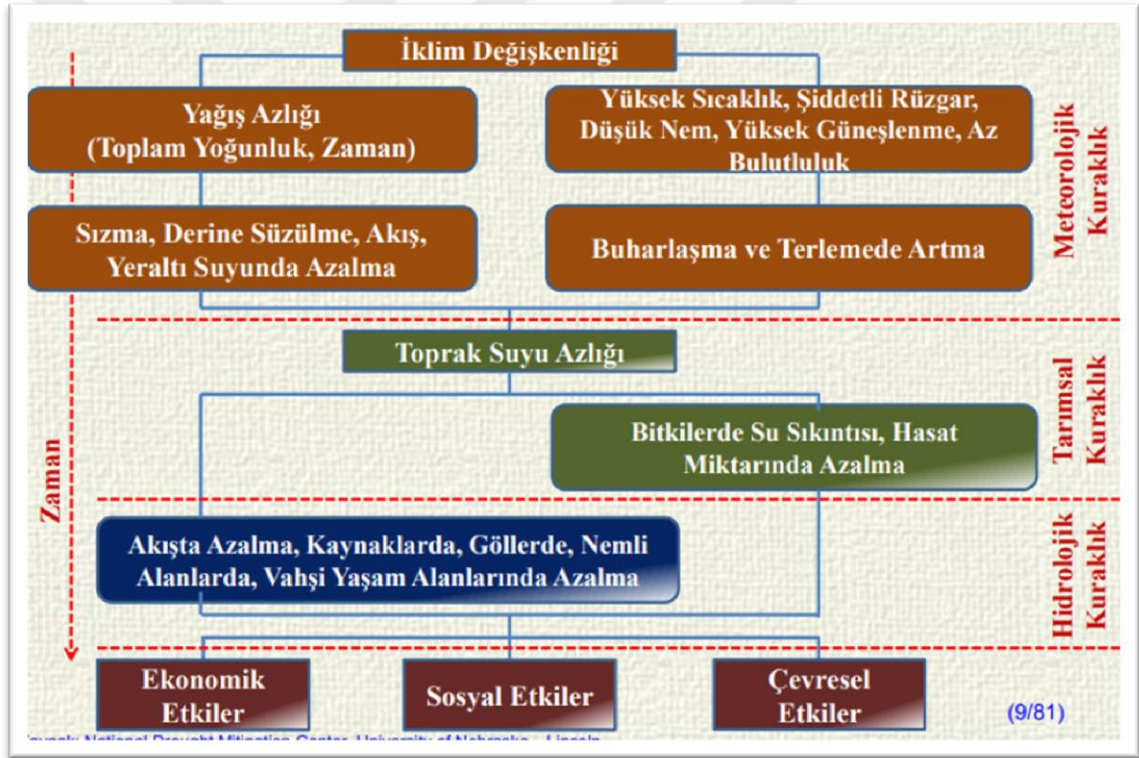 İklim Değişkenliği
Yağış Azlığı
(Toplam Yoğunluk, Zaman)
Yüksek Sıcaklık, Şiddetli Rüzgar,
Düşük Nem, Yüksek Güneşlenme, Az
Bulutluluk
Meteorolojik
Kuraklık
Sızma, Derine Süzülme, Akış,
Yeraltı Suyunda Azalma
Buharlaşma ve Terlemede Artma
Toprak Suyu Azlığı
Bitkilerde Su Sıkıntısı, Hasat
Miktarında Azalma
Tarımsal
Kuraklık
Zaman
Akışta Azalma, Kaynaklarda, Göllerde, Nemli
Alanlarda, Vahşi Yaşam Alanlarında Azalma
Hidrolojik
Kuraklık
Ekonomik
Etkiler
Sosyal Etkiler
Çevresel
Etkiler
(9/81)
National Drought Mitigation Center, University of Nebraska – Lincoln